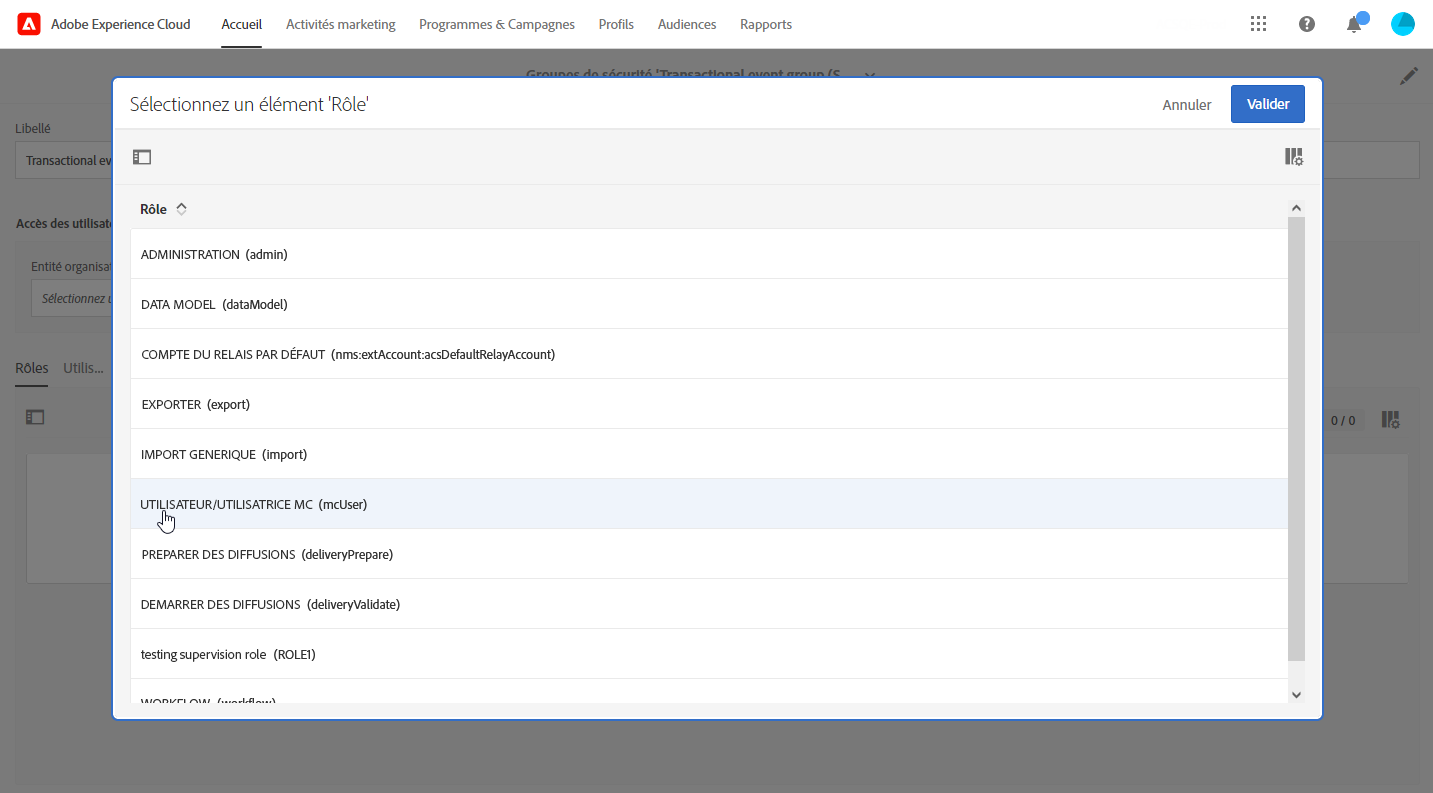 Adobe Experience Cloud Accueil Activités marketing Programmes & Campagnes Profils Audiences Rapports
Groupes de sécurité 'Transactional event group (S...
Sélectionnez un élément 'Rôle' Annuler Valider
Libellé
Transactional ev
Rôle
Accès des utilisate
ADMINISTRATION (admin)
Entité organisat
Sélectionnez u
DATA MODEL (dataModel)
COMPTE DU RELAIS PAR DÉFAUT (nms:extAccount:acsDefaultRelayAccount)
Rôles Utilis...
EXPORTER (export)
0 / 0
IMPORT GENERIQUE (import)
UTILISATEUR/UTILISATRICE MC (mcUser)
PREPARER DES DIFFUSIONS (deliveryPrepare)
DEMARRER DES DIFFUSIONS (deliveryValidate)
testing supervision role (ROLE1)
WORKFLOW (workflow)